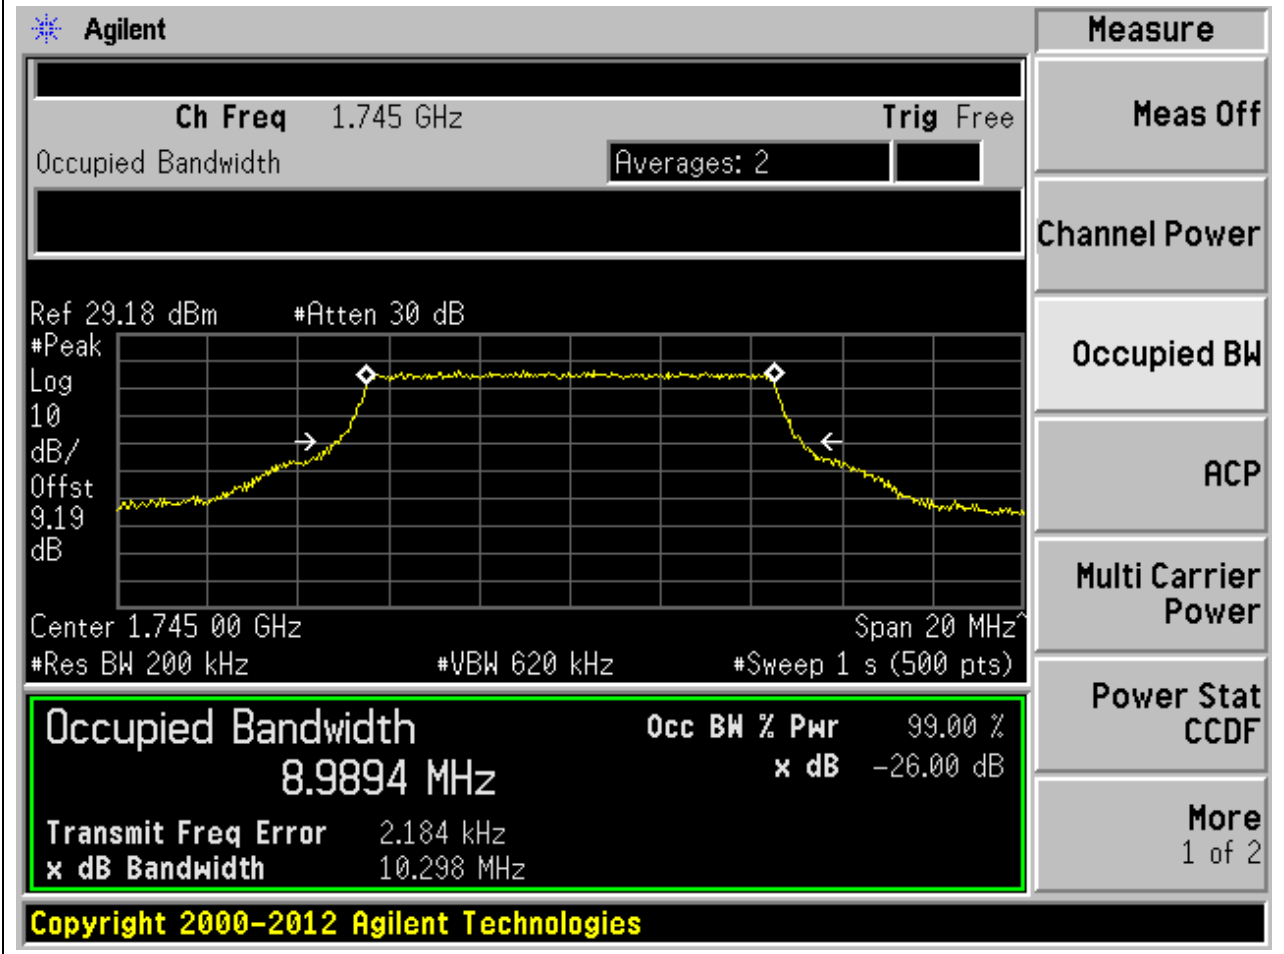 Agilent
Measure
Ch Freq 1.745 GHz Trig Free
Occupied Bandwidth Averages: 2
Ref 29.18 dBm #Atten 30 dB
#Peak
Log
10
dB/
Offst
9.19
dB
Center 1.745 00 GHz Span 20 MHz^
#Res BW 200 kHz #VBW 620 kHz #Sweep 1 s (500 pts)
Occupied Bandwidth Occ BW % Pwr 99.00 %
8.9894 MHz x dB -26.00 dB
Transmit Freq Error 2.184 kHz
x dB Bandwidth 10.298 MHz
Meas Off
Channel Power
Occupied BW
ACP
Multi Carrier
Power
Power Stat
CCDF
More
1 of 2
Copyright 2000-2012 Agilent Technologies